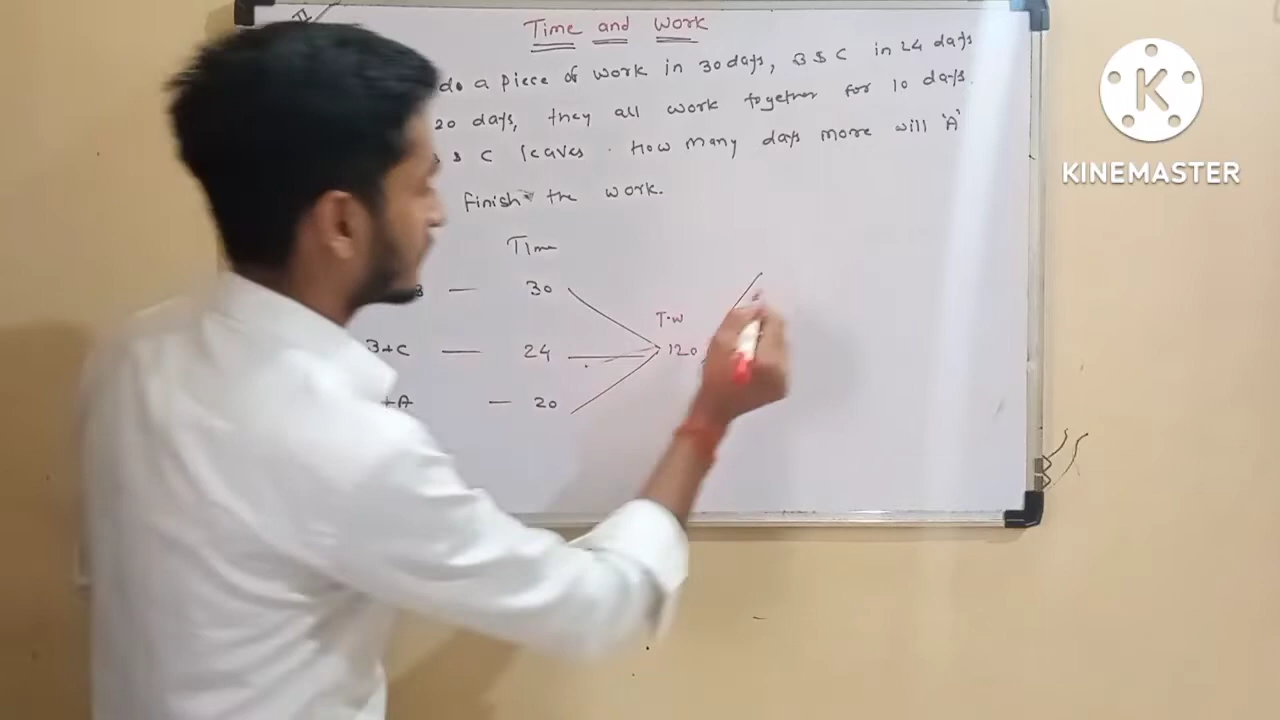 Time and Work
do a piece of work in 30 days, B & C in 24 days
20 days, they all work together for 10 days.
& C leaves. How many days more will 'A'
finish the work.
TIme
B — 30
T.W
B+C — 24 120
+A — 20
K
KINEMASTER